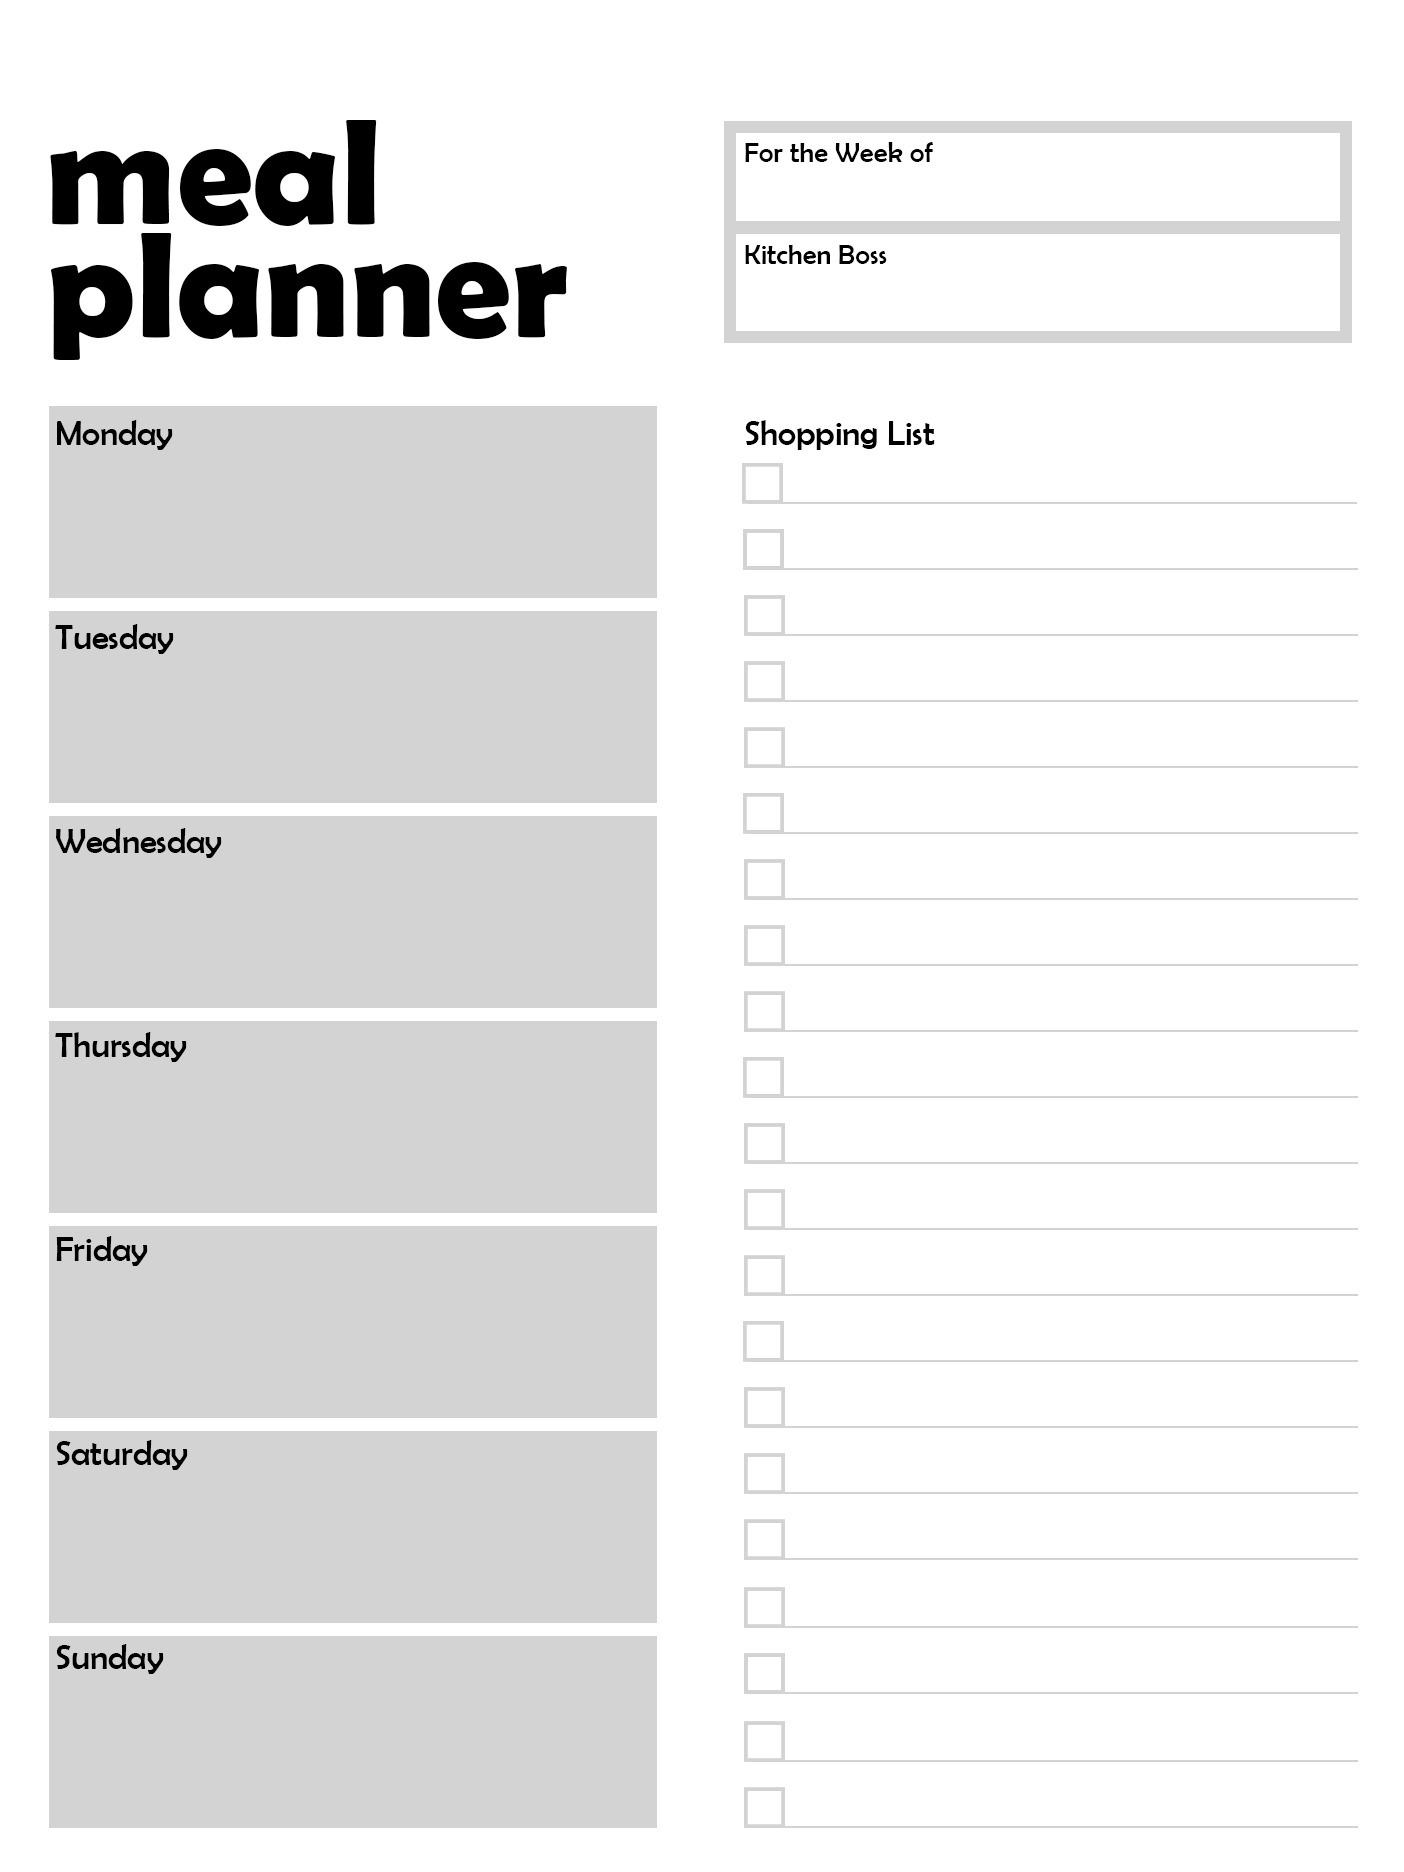 meal
planner
For the Week of
Kitchen Boss
Monday
Tuesday
Wednesday
Thursday
Friday
Saturday
Sunday
Shopping List